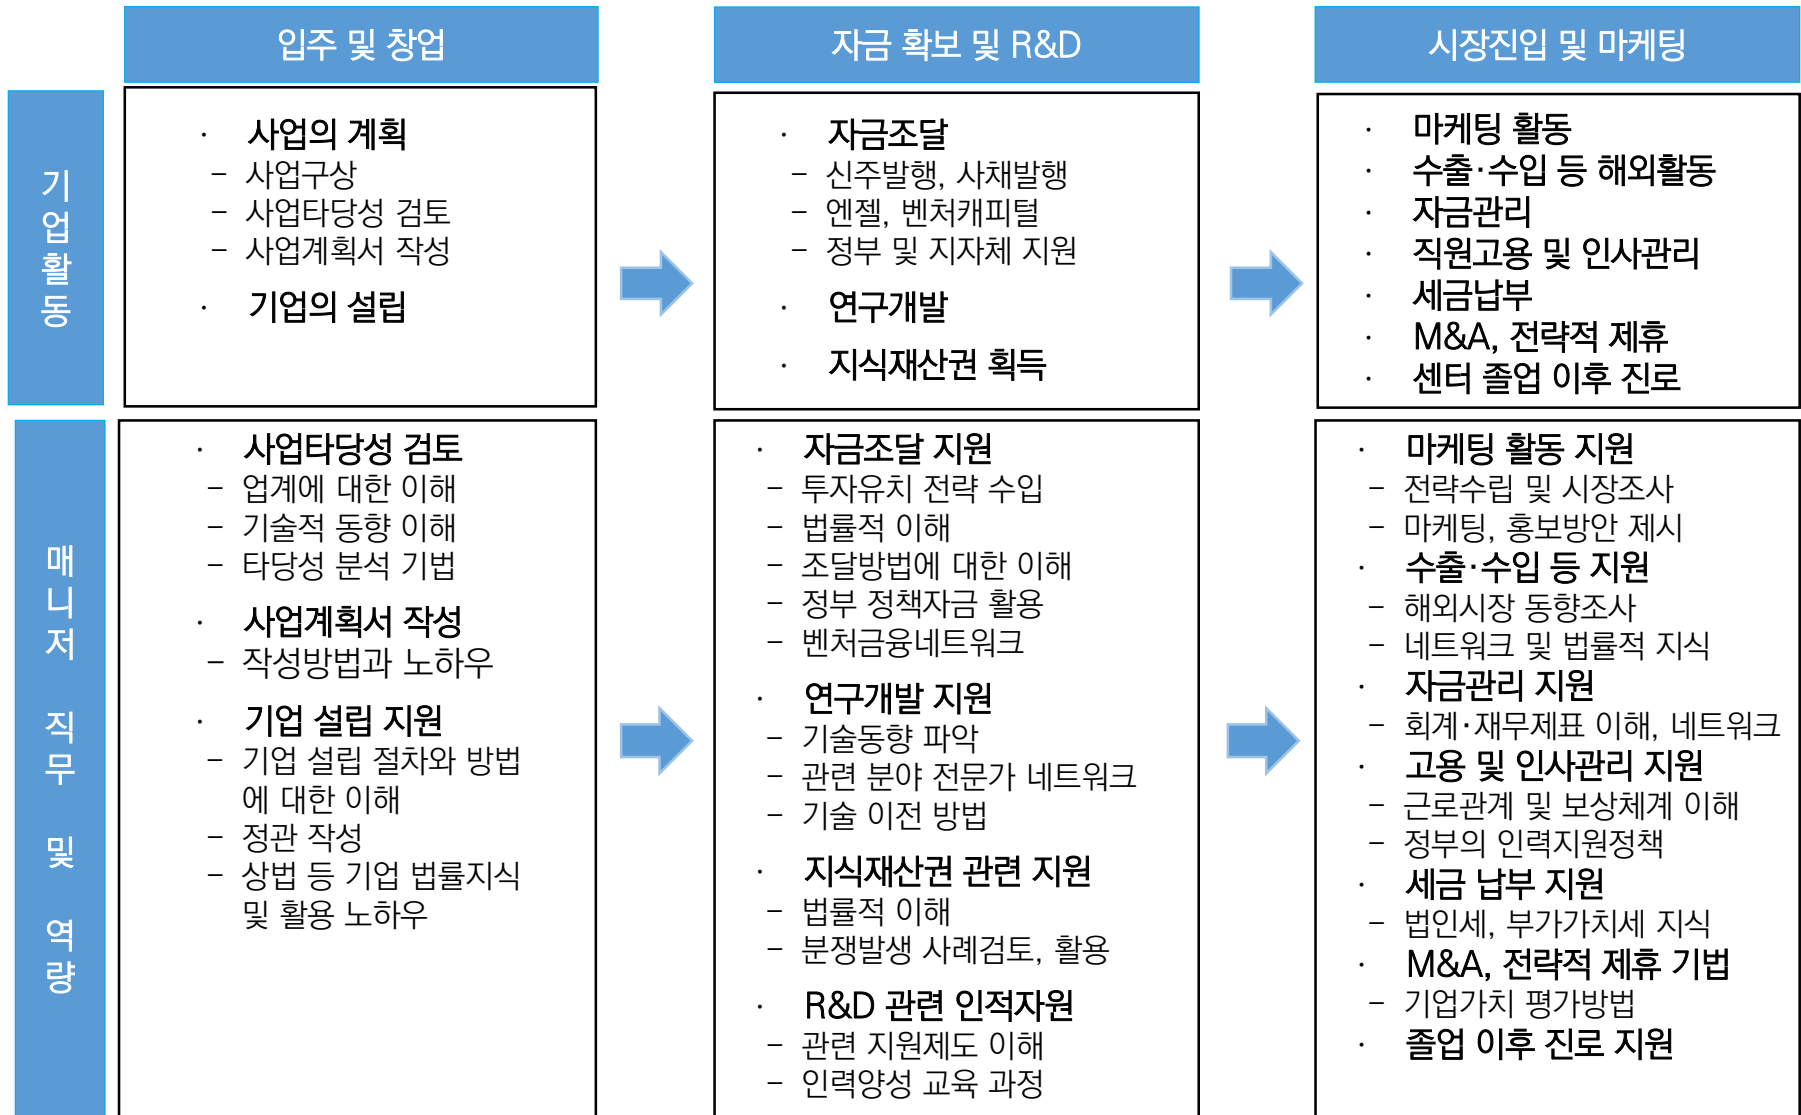 입주 및 창업
자금 확보 및 R&D
시장진입 및 마케팅
기업활동
· 사업의 계획
- 사업구상
- 사업타당성 검토
- 사업계획서 작성
· 기업의 설립
· 자금조달
- 신주발행, 사채발행
- 엔젤, 벤처캐피털
- 정부 및 지자체 지원
· 연구개발
· 지식재산권 획득
· 마케팅 활동
· 수출·수입 등 해외활동
· 자금관리
· 직원고용 및 인사관리
· 세금납부
· M&A, 전략적 제휴
· 센터 졸업 이후 진로
매니저 직무 및 역량
· 사업타당성 검토
- 업계에 대한 이해
- 기술적 동향 이해
- 타당성 분석 기법
· 사업계획서 작성
- 작성방법과 노하우
· 기업 설립 지원
- 기업 설립 절차와 방법
에 대한 이해
- 정관 작성
- 상법 등 기업 법률지식
및 활용 노하우
· 자금조달 지원
- 투자유치 전략 수입
- 법률적 이해
- 조달방법에 대한 이해
- 정부 정책자금 활용
- 벤처금융네트워크
· 연구개발 지원
- 기술동향 파악
- 관련 분야 전문가 네트워크
- 기술 이전 방법
· 지식재산권 관련 지원
- 법률적 이해
- 분쟁발생 사례검토, 활용
· R&D 관련 인적자원
- 관련 지원제도 이해
- 인력양성 교육 과정
· 마케팅 활동 지원
- 전략수립 및 시장조사
- 마케팅, 홍보방안 제시
· 수출·수입 등 지원
- 해외시장 동향조사
- 네트워크 및 법률적 지식
· 자금관리 지원
- 회계·재무제표 이해, 네트워크
· 고용 및 인사관리 지원
- 근로관계 및 보상체계 이해
- 정부의 인력지원정책
· 세금 납부 지원
- 법인세, 부가가치세 지식
· M&A, 전략적 제휴 기법
- 기업가치 평가방법
· 졸업 이후 진로 지원